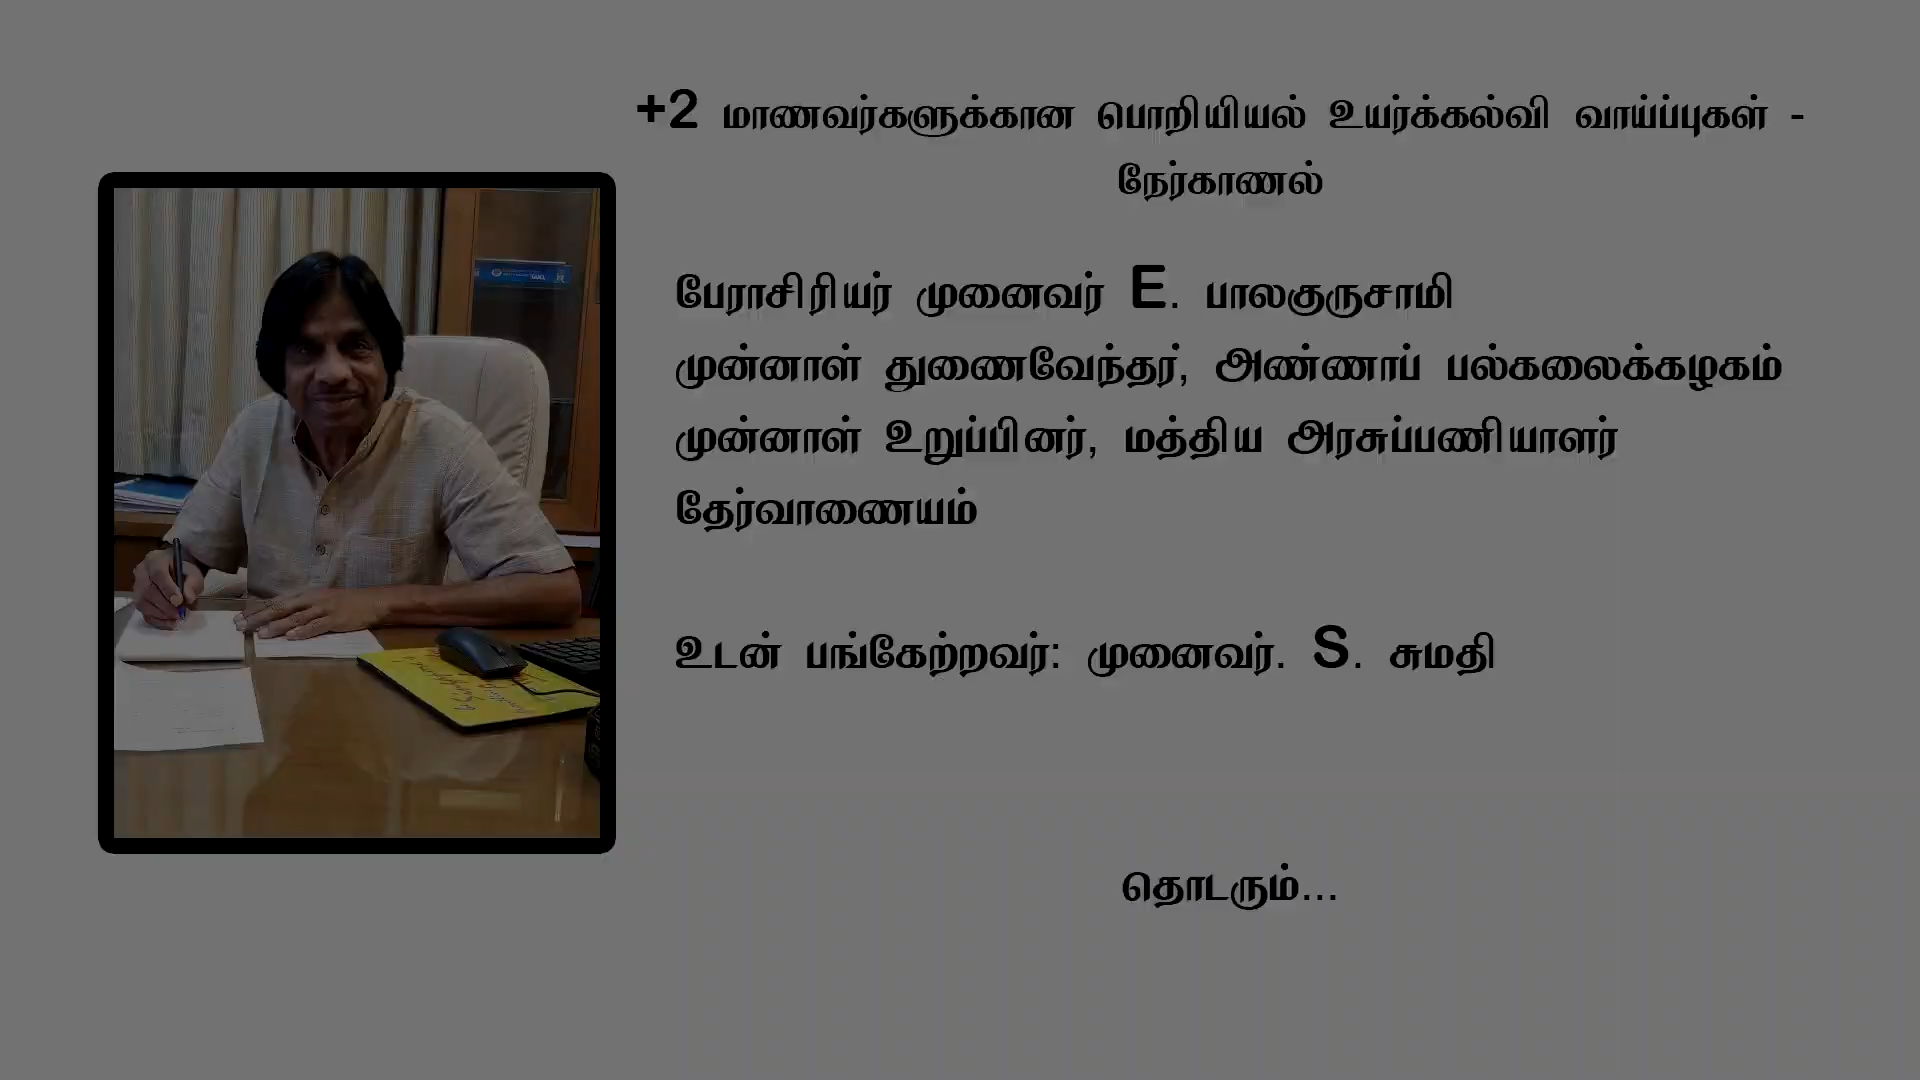 +2 மாணவர்களுக்கான பொறியியல் உயர்க்கல்வி வாய்ப்புகள் -
நேர்காணல்
பேராசிரியர் முனைவர் E. பாலகுருசாமி
முன்னாள் துணைவேந்தர், அண்ணாப் பல்கலைக்கழகம்
முன்னாள் உறுப்பினர், மத்திய அரசுப்பணியாளர்
தேர்வாணையம்
உடன் பங்கேற்றவர்: முனைவர். S. சுமதி
தொடரும்...